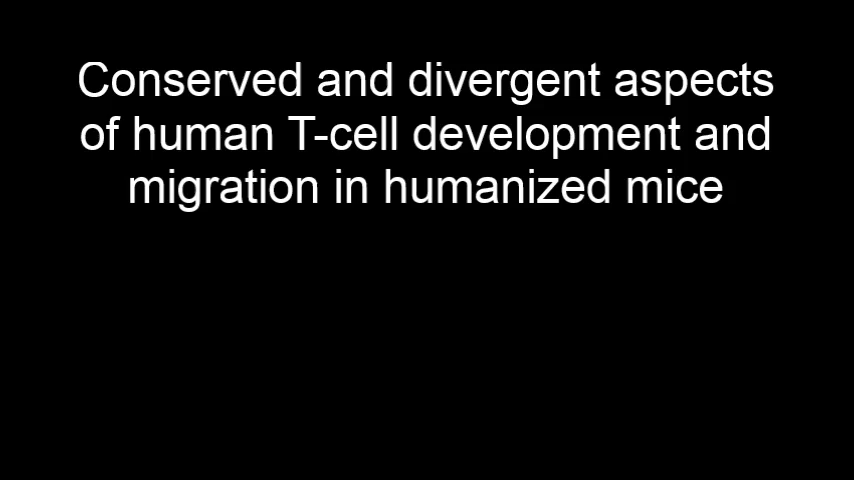 Conserved and divergent aspects
of human T-cell development and
migration in humanized mice